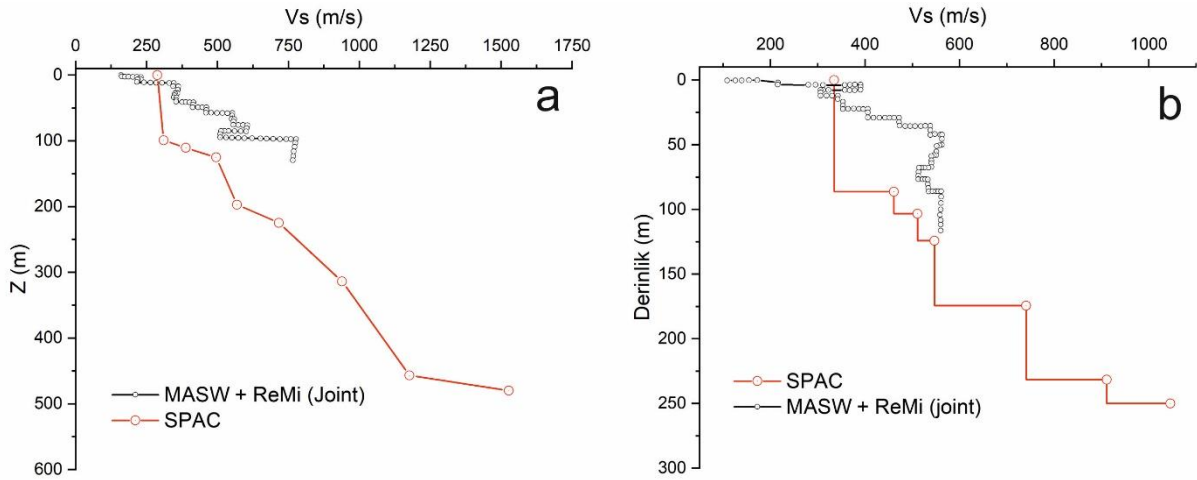 Vs (m/s)
0 250 500 750 1000 1250 1500 1750
0
100
200
300
400
500
600
Z (m)
a
MASW + ReMi (Joint)
SPAC
Vs (m/s)
200 400 600 800 1000
0
50
100
150
200
250
300
Derinlik (m)
b
SPAC
MASW + ReMi (joint)